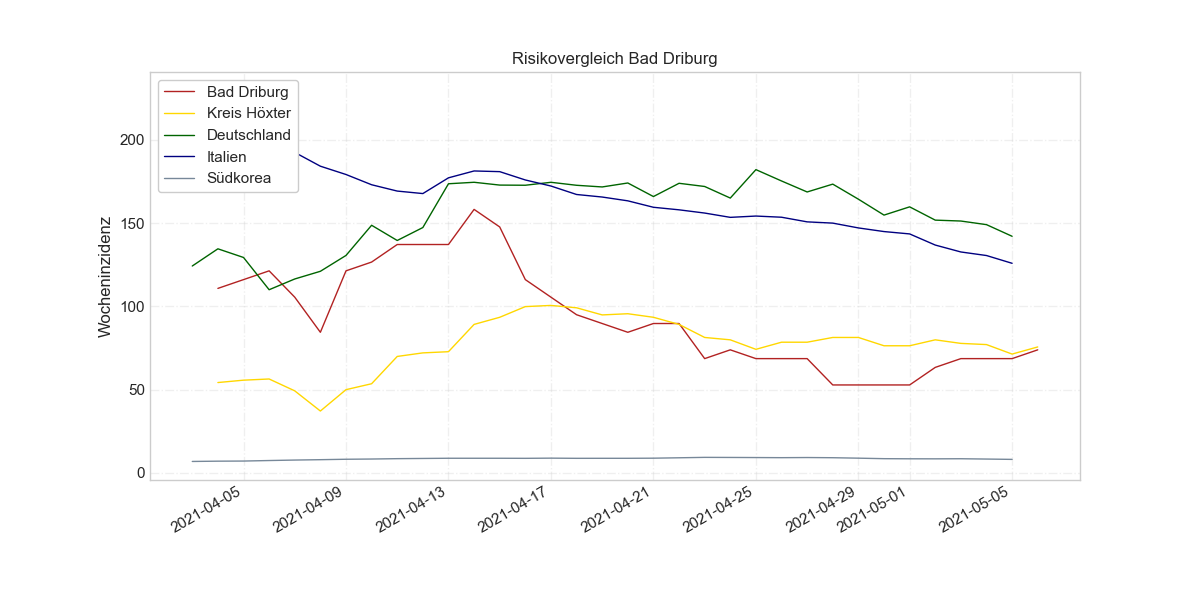 Risikovergleich Bad Driburg
Bad Driburg
Kreis Höxter
Deutschland
Italien
Südkorea
Wocheninzidenz
200
150
100
50
0
2021-04-05
2021-04-09
2021-04-13
2021-04-17
2021-04-21
2021-04-25
2021-04-29
2021-05-01
2021-05-05